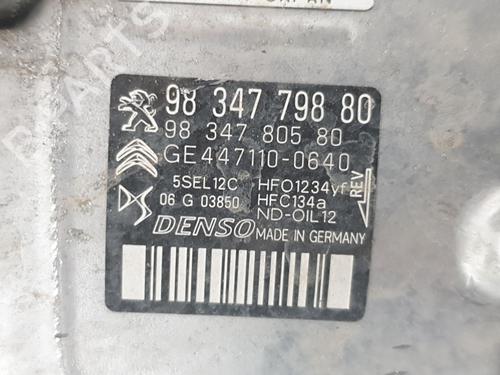 98 347 798 80
98 347 805 80
GE447110-0640
5SEL12C HFO1234yf
06 G 03850 HFC134a
ND-OIL12
REV
DENSO MADE IN GERMANY